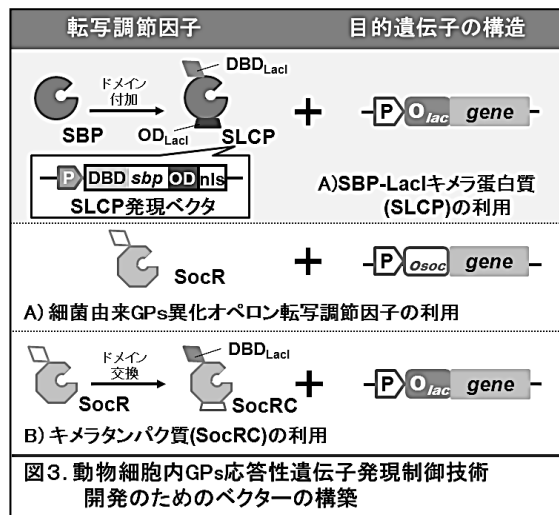 転写調節因子
目的遺伝子の構造
ドメイン
付加
DBDLacI
SBP
ODLacI
SLCP
+
P Olac gene
P DBD sbp OD nls
SLCP発現ベクタ
A)SBP-LacIキメラ蛋白質
(SLCP)の利用
SocR
+
P Osoc gene
A) 細菌由来GPs異化オペロン転写調節因子の利用
ドメイン
交換
DBDLacI
SocR
SocRC
+
P Olac gene
B) キメラタンパク質(SocRC)の利用
図3. 動物細胞内GPs応答性遺伝子発現制御技術
開発のためのベクターの構築